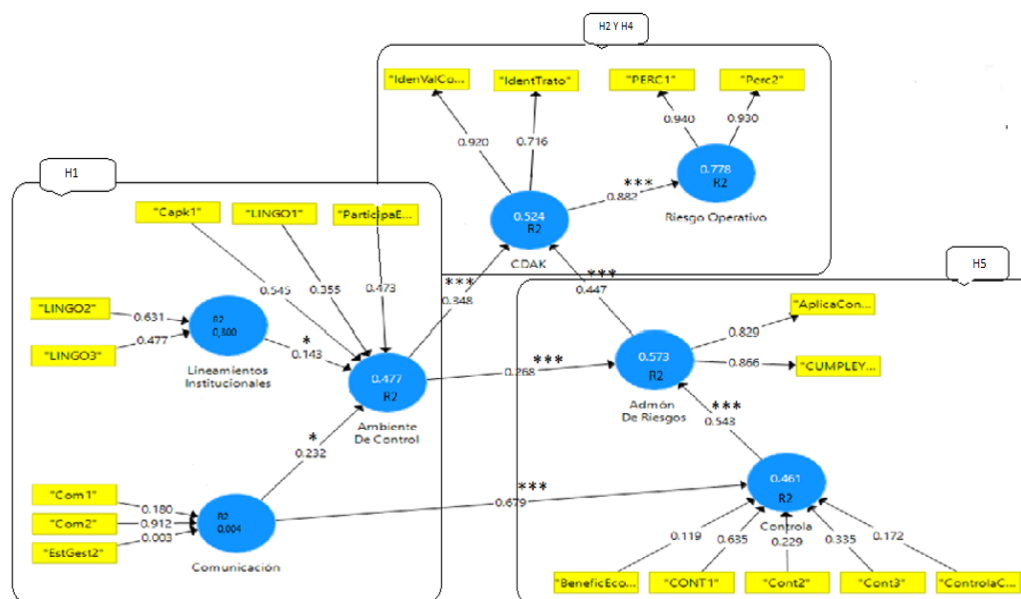 H2 Y H4
"IdenValCo...
"IdentTrato"
"PERC1"
"Perc2"
0.920
0.716
0.940
0.930
0.778
R2
***
0.882
Riesgo Operativo
0.524
R2
CDAK
H1
"Capk1"
"LINGO1"
"ParticipaE...
0.545
0.355
0.473
***
0.348
***
0.447
"LINGO2"
0.631
"LINGO3"
0.477
R2
0,300
Lineamientos
Institucionales
*
0.143
0.477
R2
Ambiente
De Control
*
0.232
"Com1"
0.180
"Com2"
0.912
"EstGest2"
0.003
R2
0.004
Comunicación
H5
***
0.268
0.573
R2
Admón
De Riesgos
"AplicaCon...
0.829
0.866
"CUMPLEY...
***
0.548
***
0.679
0.461
R2
Controla
0.119
0.635
0.229
0.335
0.172
"BeneficEco...
"CONT1"
"Cont2"
"Cont3"
"ControlaC...